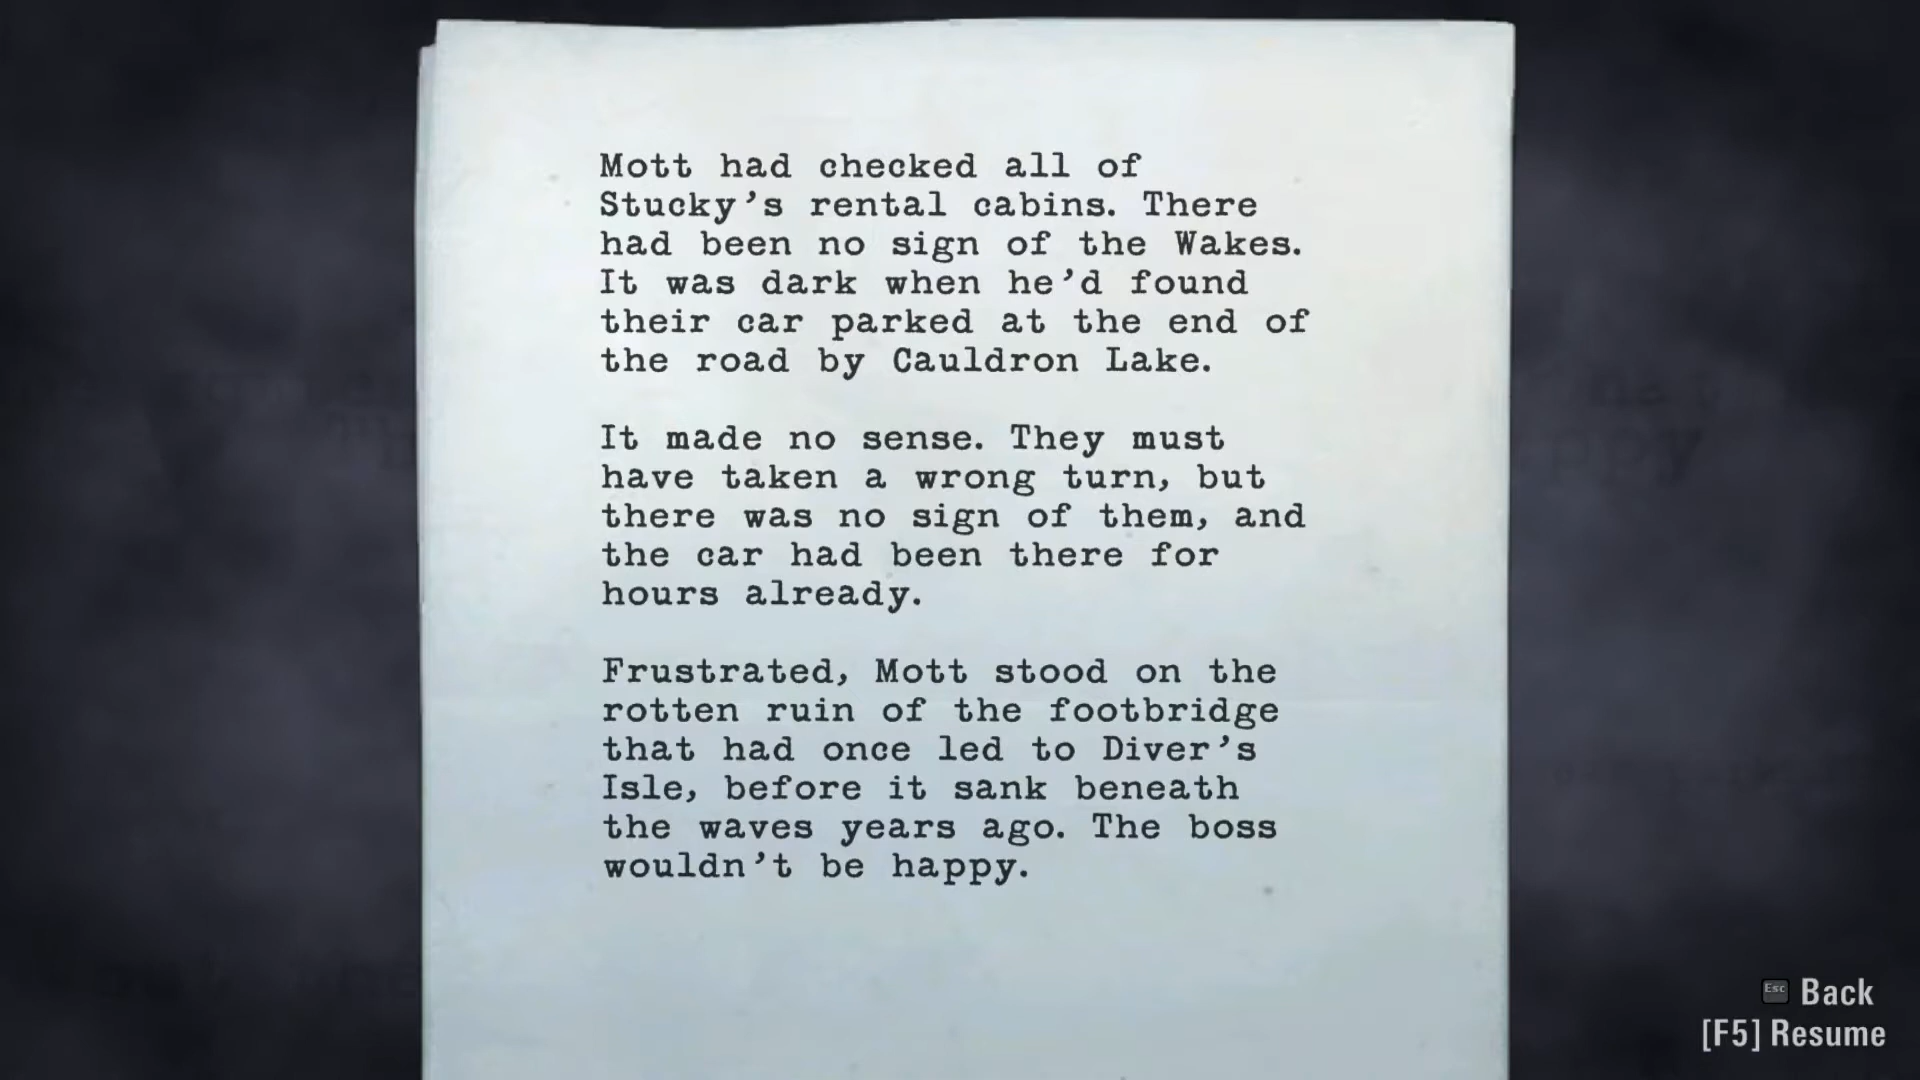 Mott had checked all of
Stucky’s rental cabins. There
had been no sign of the Wakes.
It was dark when he’d found
their car parked at the end of
the road by Cauldron Lake.
It made no sense. They must
have taken a wrong turn, but
there was no sign of them, and
the car had been there for
hours already.
Frustrated, Mott stood on the
rotten ruin of the footbridge
that had once led to Diver’s
Isle, before it sank beneath
the waves years ago. The boss
wouldn’t be happy.
Esc Back
[F5] Resume